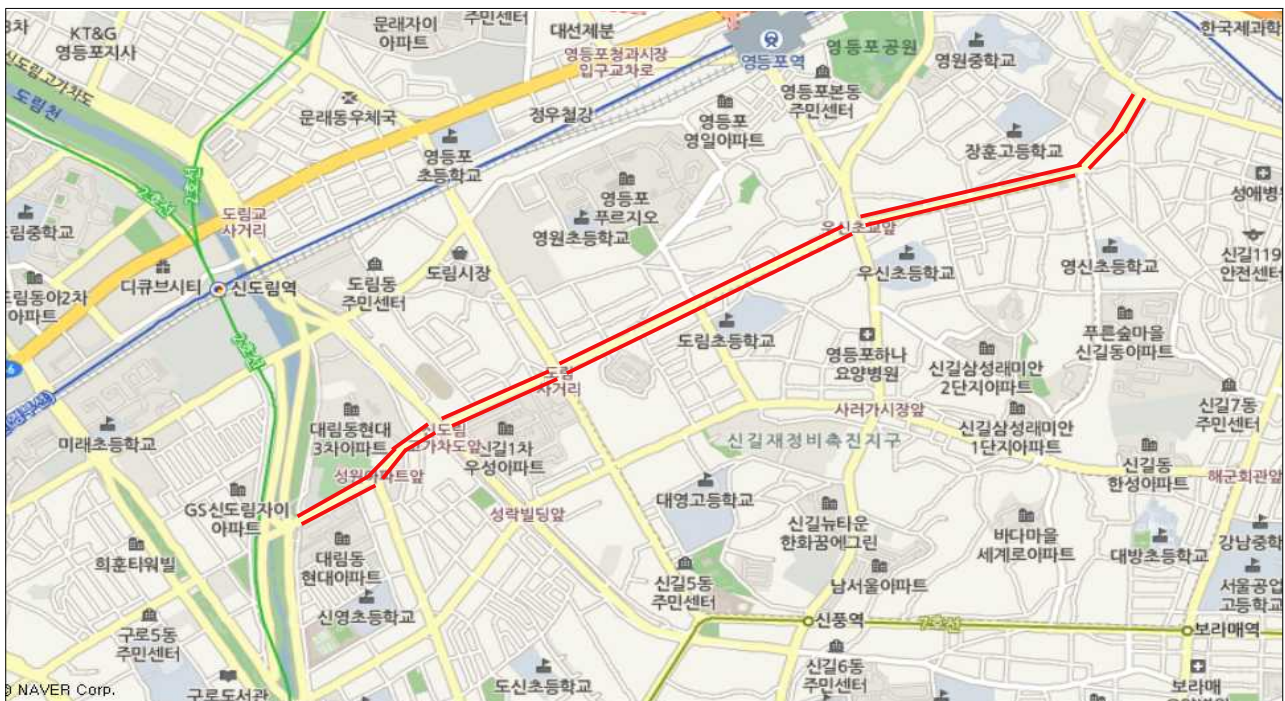 KT&G
영등포지사
문래자이
아파트
주민센터
대선제분
영등포청과시장
입구교차로
영등포역
영등포공원
영원중학교
한국제과학
신도림고가차도
도림천
문래동우체국
정우철강
영등포
초등학교
영등포
영일아파트
영등포본동
주민센터
장훈고등학교
성애병
2호선
2호선
도림교
사거리
영등포
푸르지오
영원초등학교
우신초교앞
림중학교
디큐브시티
신도림역
도림동
주민센터
도림시장
우신초등학교
영신초등학교
신길119
안전센터
도림동아2차
아파트
2호선
도림초등학교
영등포하나
요양병원
신길삼성래미안
2단지아파트
푸른숲마을
신길동아파트
도림
사거리
6
미래초등학교
대림동현대
3차아파트
신도림
고가차도앞
신길1차
우성아파트
사러가시장앞
신길재정비촉진지구
신길삼성래미안
1단지아파트
신길7동
주민센터
성원아파트앞
신길동
한성아파트
해군회관앞
GS신도림자이
아파트
성락빌딩앞
대영고등학교
신길뉴타운
한화꿈에그린
바다마을
세계로아파트
대방초등학교
강남중학
희훈타워빌
대림동
현대아파트
신길5동
주민센터
남서울아파트
서울공업
고등학교
신영초등학교
신풍역
7호선
보라매역
구로5동
주민센터
신길6동
주민센터
도신초등학교
보라매
NAVER Corp.
구로도서관